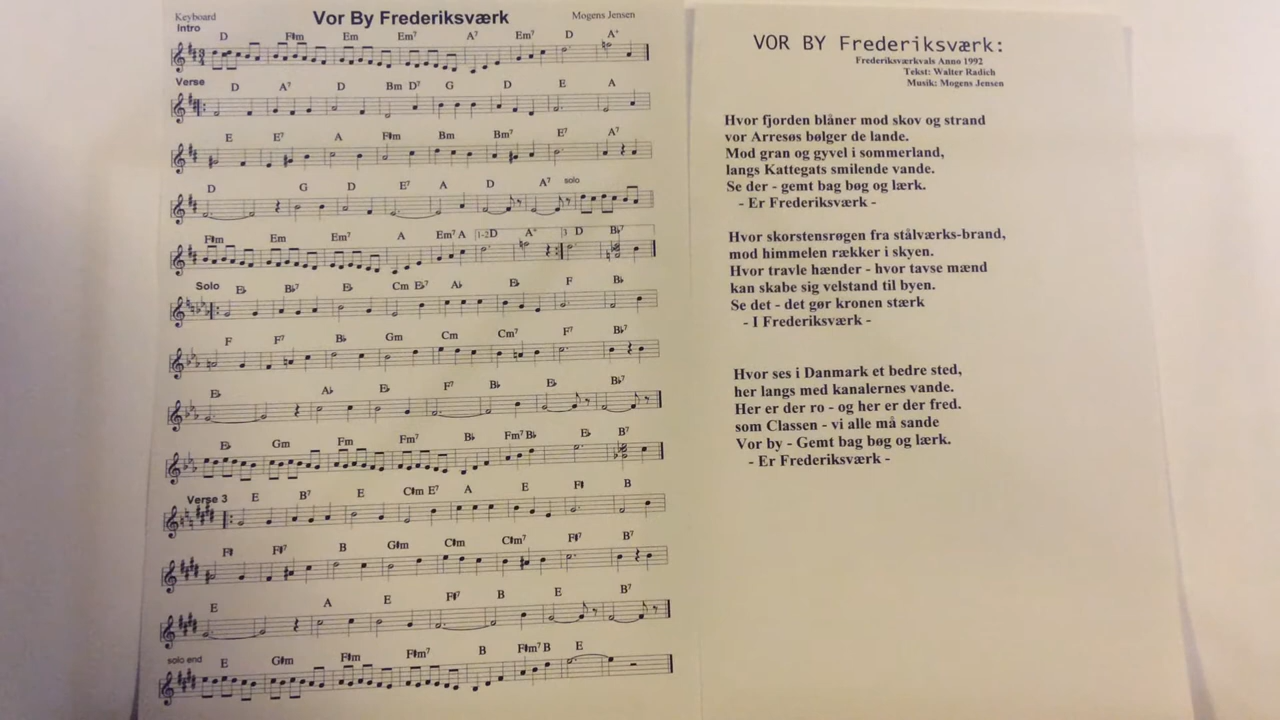 Keyboard Vor By Frederiksværk Mogens Jensen
Intro
D F♯m Em Em7 A7 Em7 D A+
Verse
D A7 D Bm D7 G D E A
E E7 A F♯m Bm Bm7 E7 A7
D G D E7 A D A7 solo
F♯m Em Em7 A Em7 A 1-2 D A+ 3 D B♭7
Solo E♭ B♭7 E♭ Cm E♭7 A♭ E♭ F B♭
F F7 B♭ Gm Cm Cm7 F7 B♭7
E♭ A♭ E♭ F7 B♭ E♭ B♭7
E♭ Gm Fm Fm7 B♭ Fm7 B♭ E♭ B7
Verse 3 E B7 E C♯m E7 A E F♯ B
F♯ F♯7 B G♯m C♯m C♯m7 F♯7 B7
E A E F♯7 B E B7
solo end E G♯m F♯m F♯m7 B F♯m7 B E
VOR BY Frederiksværk:
Frederiksværkvals Anno 1992
Tekst: Walter Radich
Musik: Mogens Jensen
Hvor fjorden blåner mod skov og strand
vor Arresøs bølger de lande.
Mod gran og gyvel i sommerland,
langs Kattegats smilende vande.
Se der - gemt bag bøg og lærk.
- Er Frederiksværk -
Hvor skorstensrøgen fra stålværks-brand,
mod himmelen rækker i skyen.
Hvor travle hænder - hvor tavse mænd
kan skabe sig velstand til byen.
Se det - det gør kronen stærk
- I Frederiksværk -
Hvor ses i Danmark et bedre sted,
her langs med kanalernes vande.
Her er der ro - og her er der fred.
som Classen - vi alle må sande
Vor by - Gemt bag bøg og lærk.
- Er Frederiksværk -